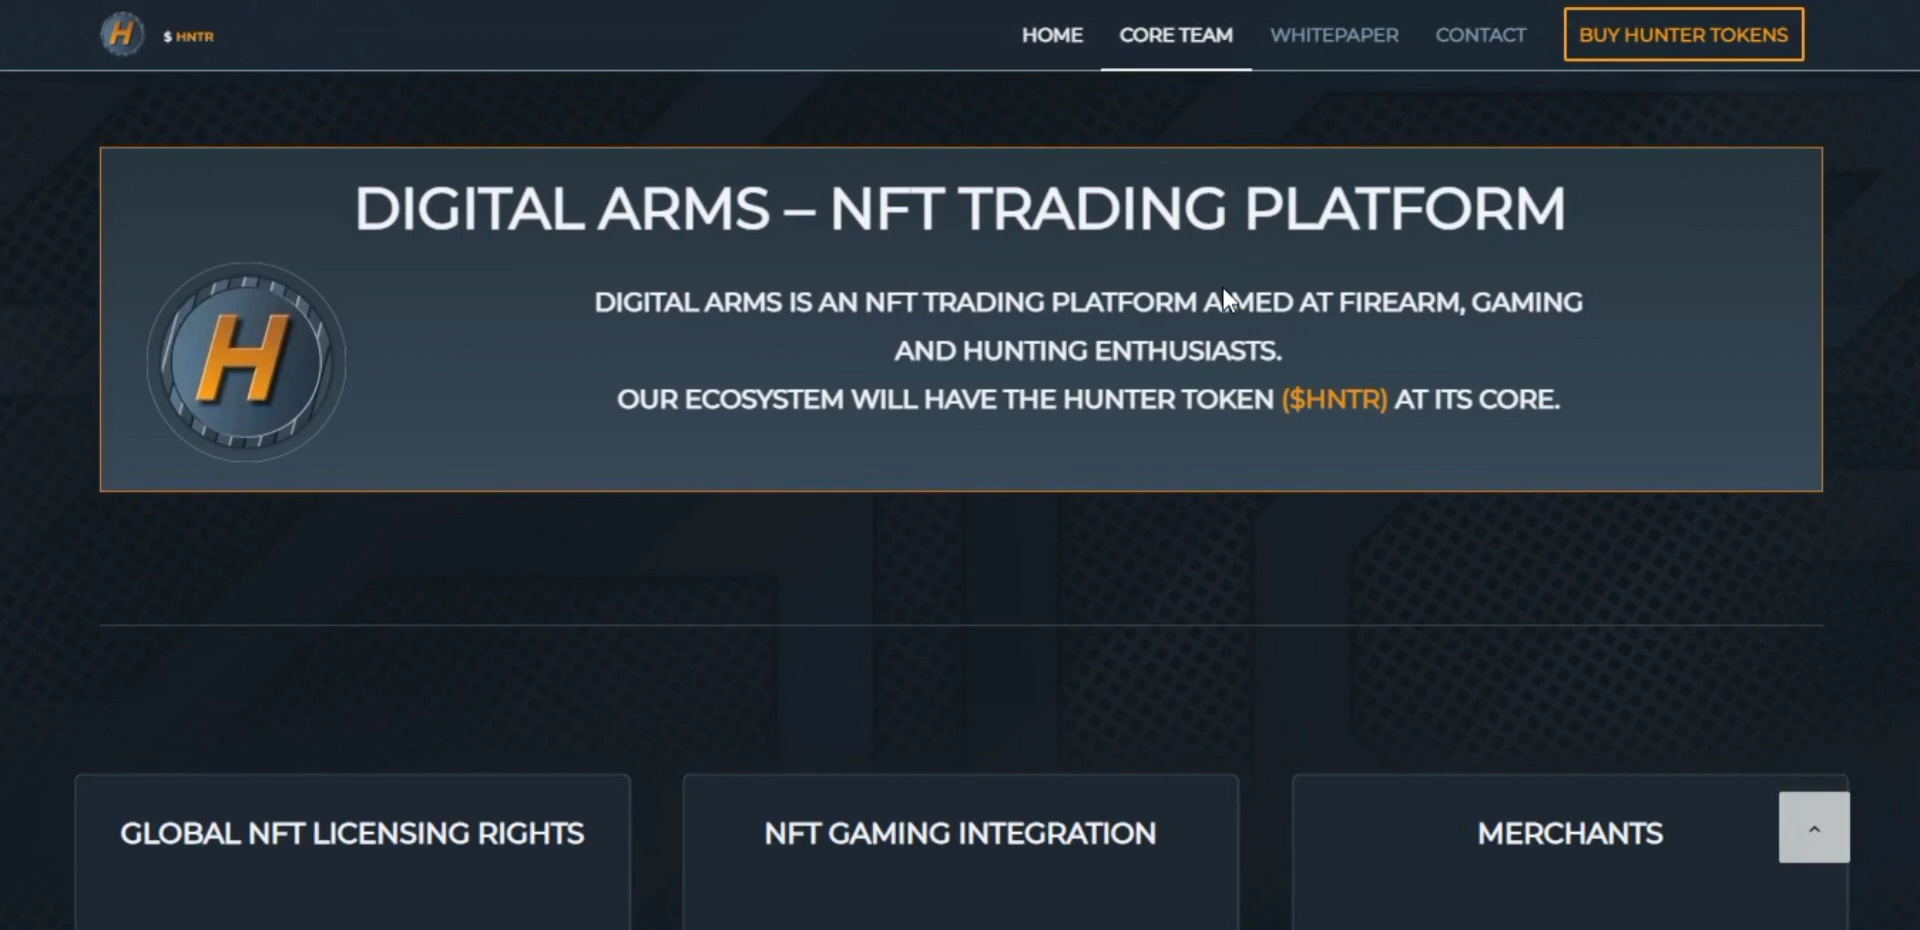 H $ HNTR HOME CORE TEAM WHITEPAPER CONTACT BUY HUNTER TOKENS
DIGITAL ARMS – NFT TRADING PLATFORM
H
DIGITAL ARMS IS AN NFT TRADING PLATFORM AIMED AT FIREARM, GAMING
AND HUNTING ENTHUSIASTS.
OUR ECOSYSTEM WILL HAVE THE HUNTER TOKEN ($HNTR) AT ITS CORE.
GLOBAL NFT LICENSING RIGHTS
NFT GAMING INTEGRATION
MERCHANTS